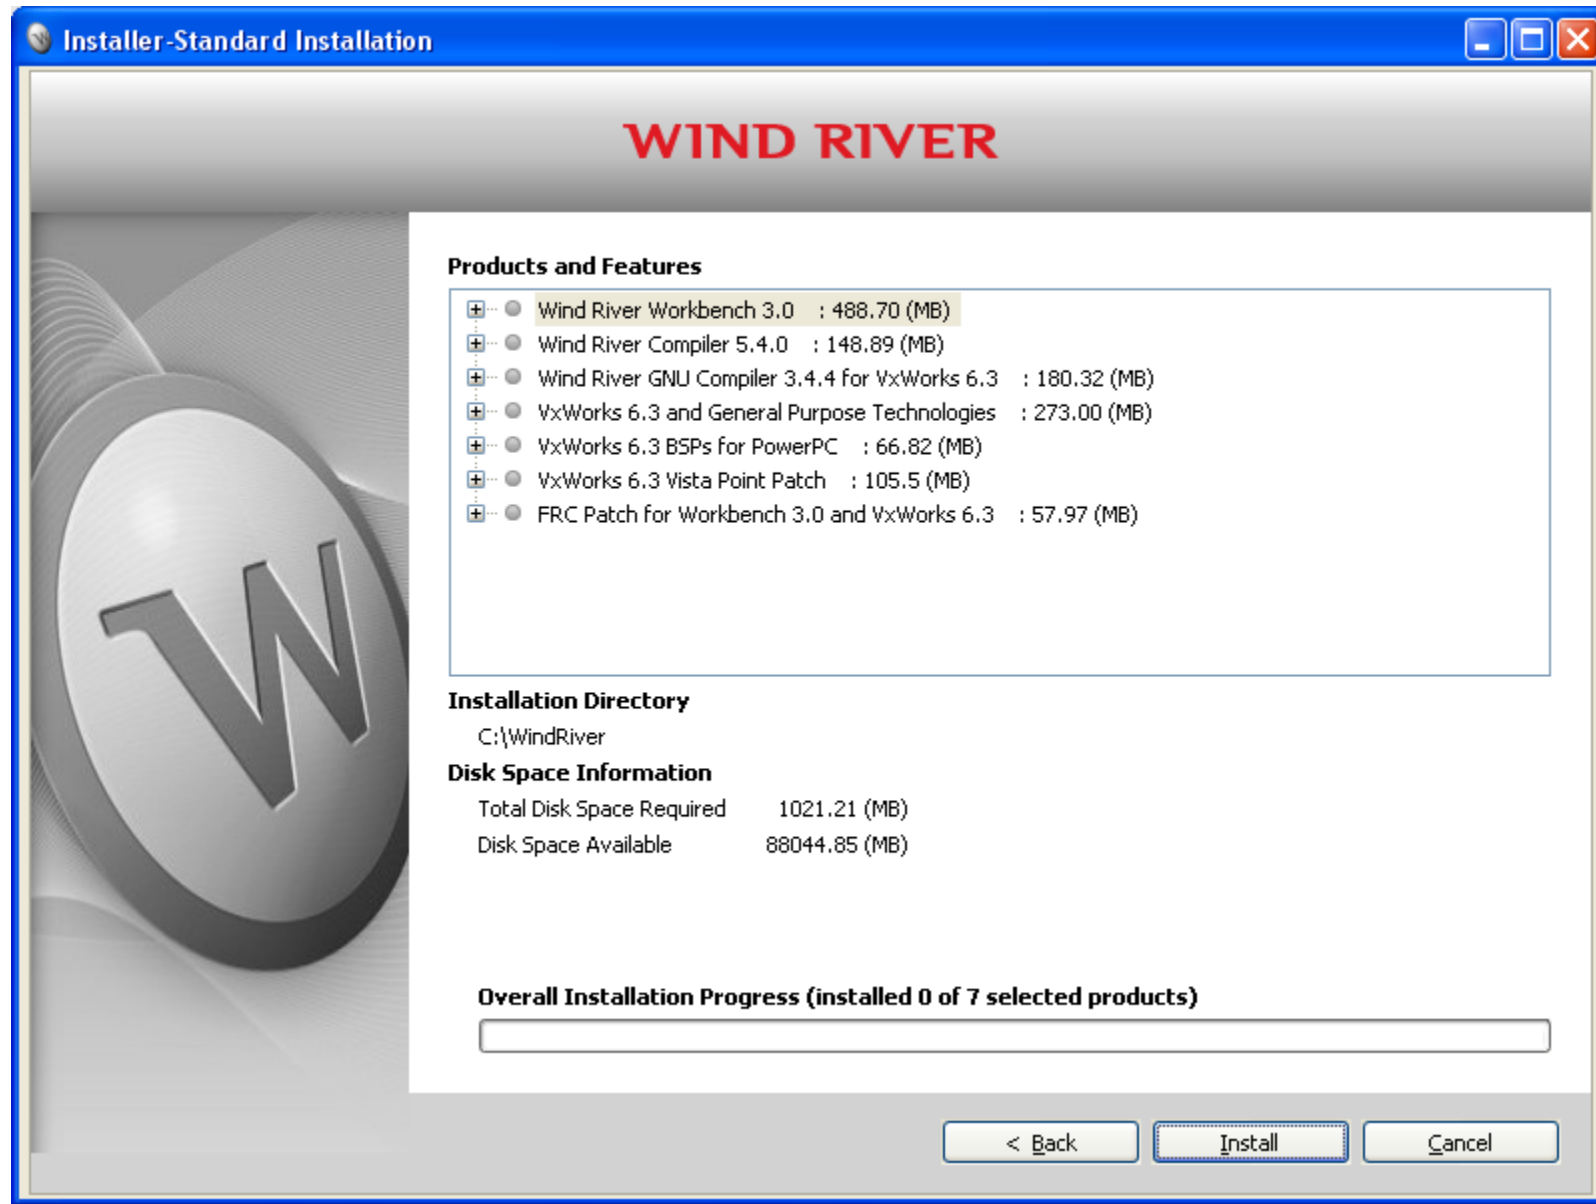 Installer-Standard Installation
WIND RIVER
Products and Features
Wind River Workbench 3.0 : 488.70 (MB)
Wind River Compiler 5.4.0 : 148.89 (MB)
Wind River GNU Compiler 3.4.4 for VxWorks 6.3 : 180.32 (MB)
VxWorks 6.3 and General Purpose Technologies : 273.00 (MB)
VxWorks 6.3 BSPs for PowerPC : 66.82 (MB)
VxWorks 6.3 Vista Point Patch : 105.5 (MB)
FRC Patch for Workbench 3.0 and VxWorks 6.3 : 57.97 (MB)
W
Installation Directory
C:\WindRiver
Disk Space Information
Total Disk Space Required 1021.21 (MB)
Disk Space Available 88044.85 (MB)
Overall Installation Progress (installed 0 of 7 selected products)
< Back Install Cancel